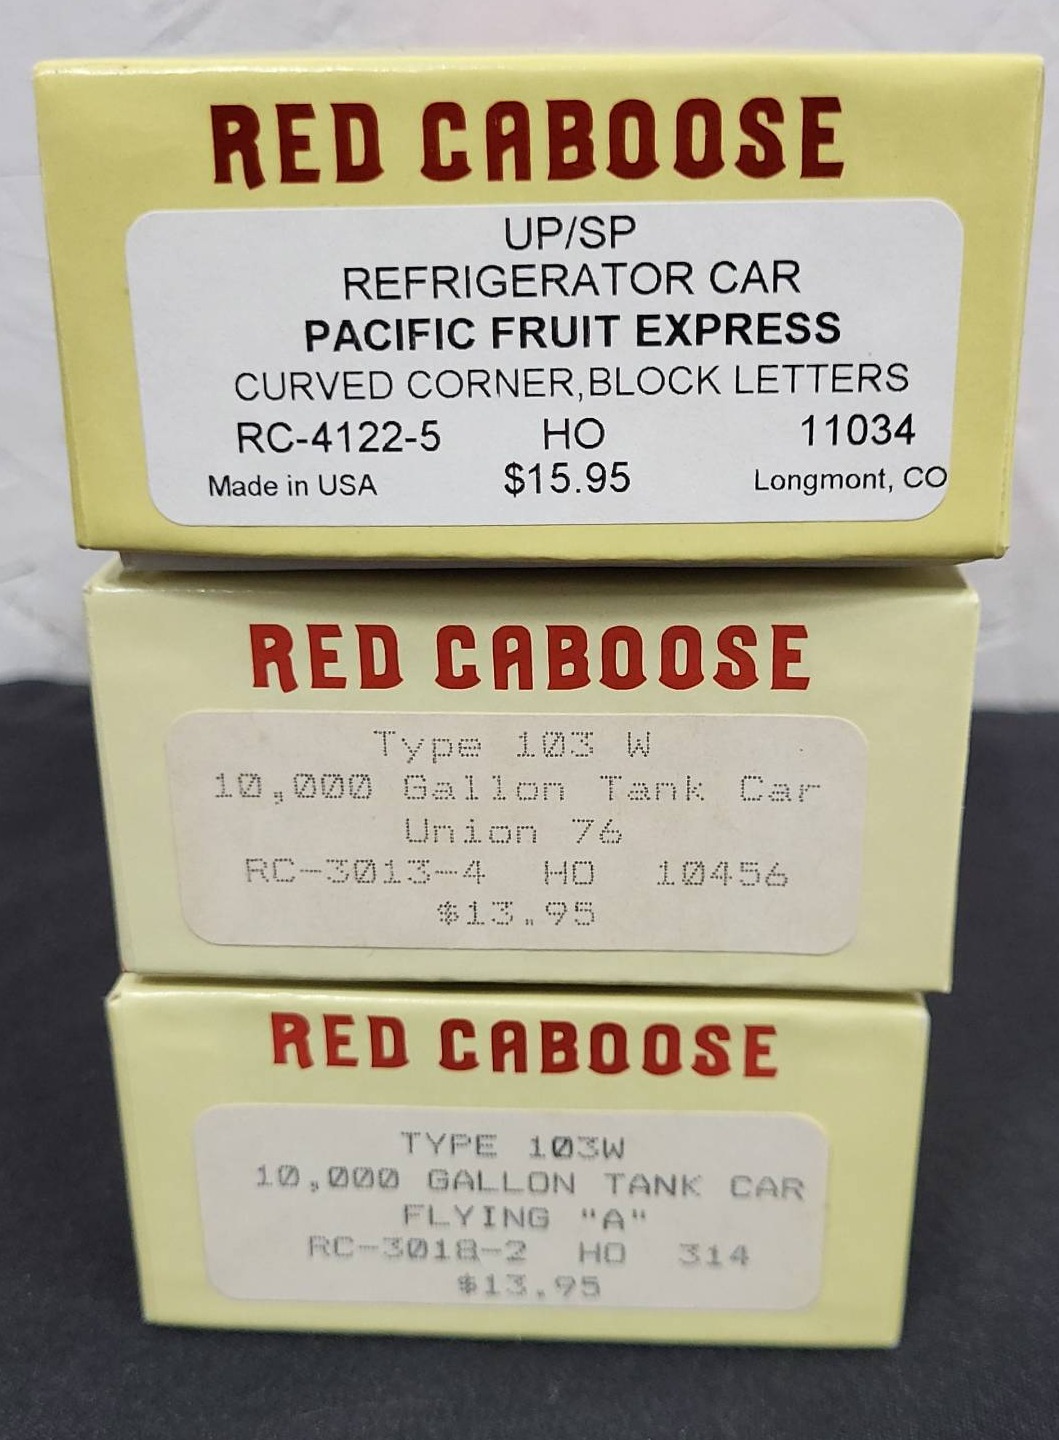 RED CABOOSE
UP/SP
REFRIGERATOR CAR
PACIFIC FRUIT EXPRESS
CURVED CORNER,BLOCK LETTERS
RC-4122-5 HO 11034
Made in USA $15.95 Longmont, CO
RED CABOOSE
Type 103 W
10,000 Gallon Tank Car
Union 76
RC-3013-4 HO 10456
$13.95
RED CABOOSE
TYPE 103W
10,000 GALLON TANK CAR
FLYING "A"
RC-3018-2 HO 314
$13.95